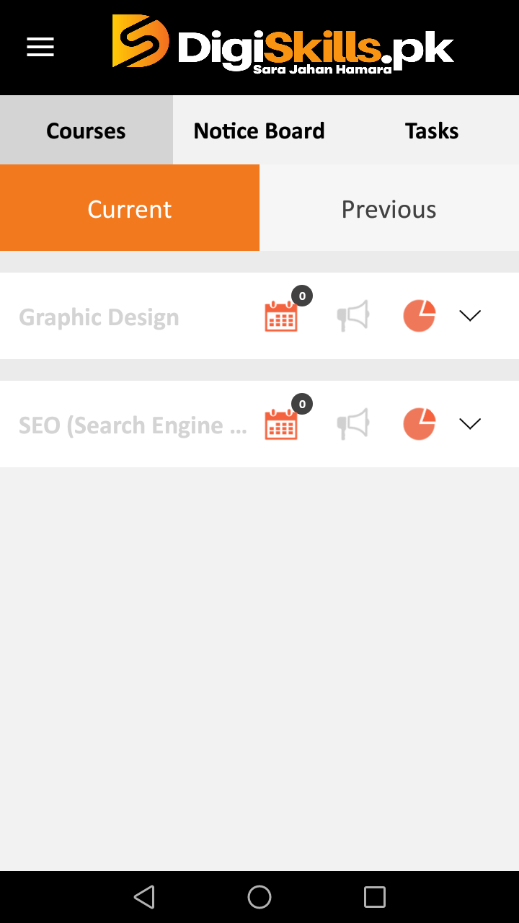 DigiSkills.pk
Sara Jahan Hamara
Courses Notice Board Tasks
Current Previous
0
Graphic Design
0
SEO (Search Engine ...